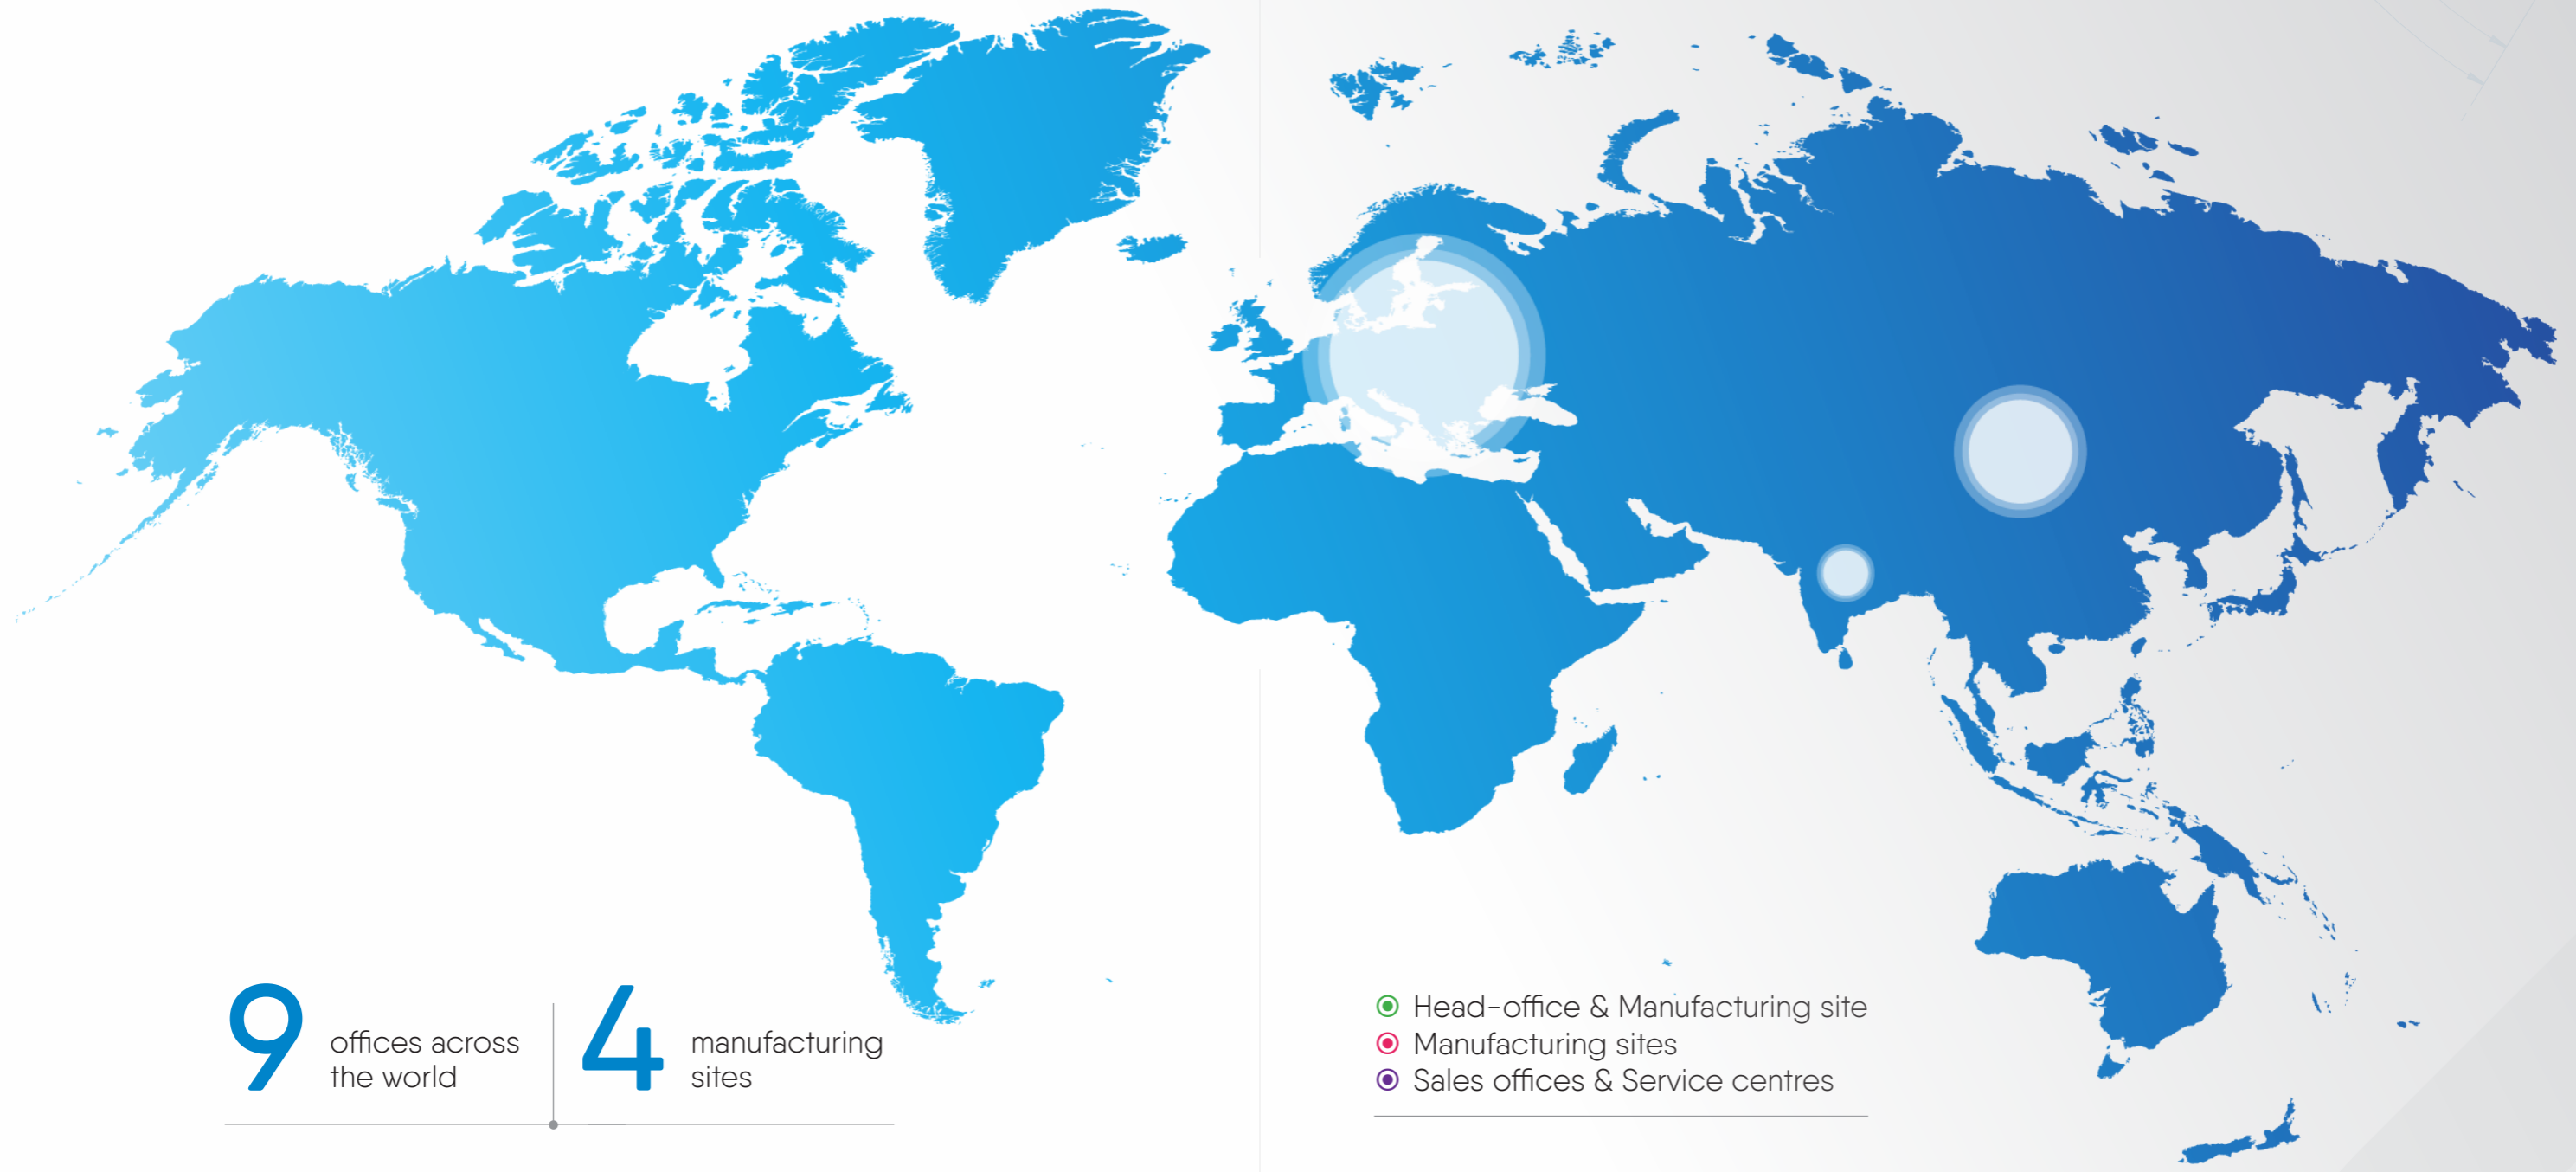 9 offices across
the world
4 manufacturing
sites
Head-office & Manufacturing site
Manufacturing sites
Sales offices & Service centres